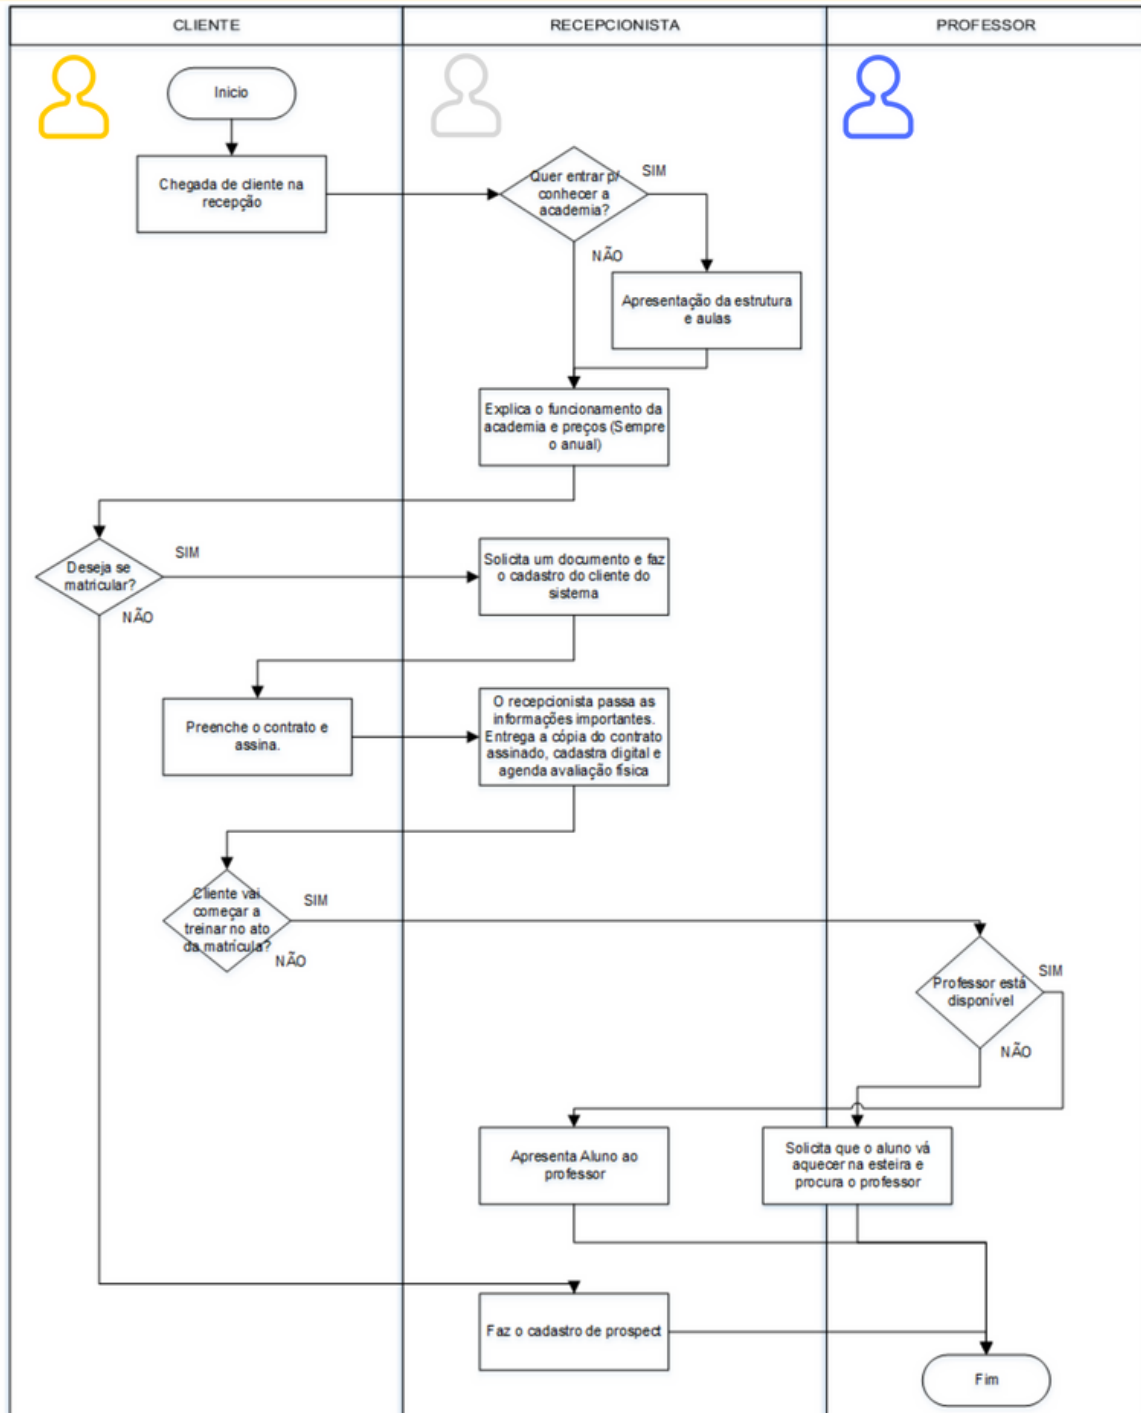 CLIENTE
RECEPCIONISTA
PROFESSOR
Inicio
Chegada de cliente na
recepção
Quer entrar p/
conhecer a
academia?
SIM
NÃO
Apresentação da estrutura
e aulas
Explica o funcionamento da
academia e preços (Sempre
o anual)
Deseja se
matricular?
SIM
NÃO
Solicita um documento e faz
o cadastro do cliente do
sistema
Preenche o contrato e
assina.
O recepcionista passa as
informações importantes.
Entrega a cópia do contrato
assinado, cadastra digital e
agenda avaliação física
Cliente vai
começar a
treinar no ato
da matrícula?
SIM
NÃO
Professor está
disponível
SIM
NÃO
Apresenta Aluno ao
professor
Solicita que o aluno vá
aquecer na esteira e
procura o professor
Faz o cadastro de prospect
Fim